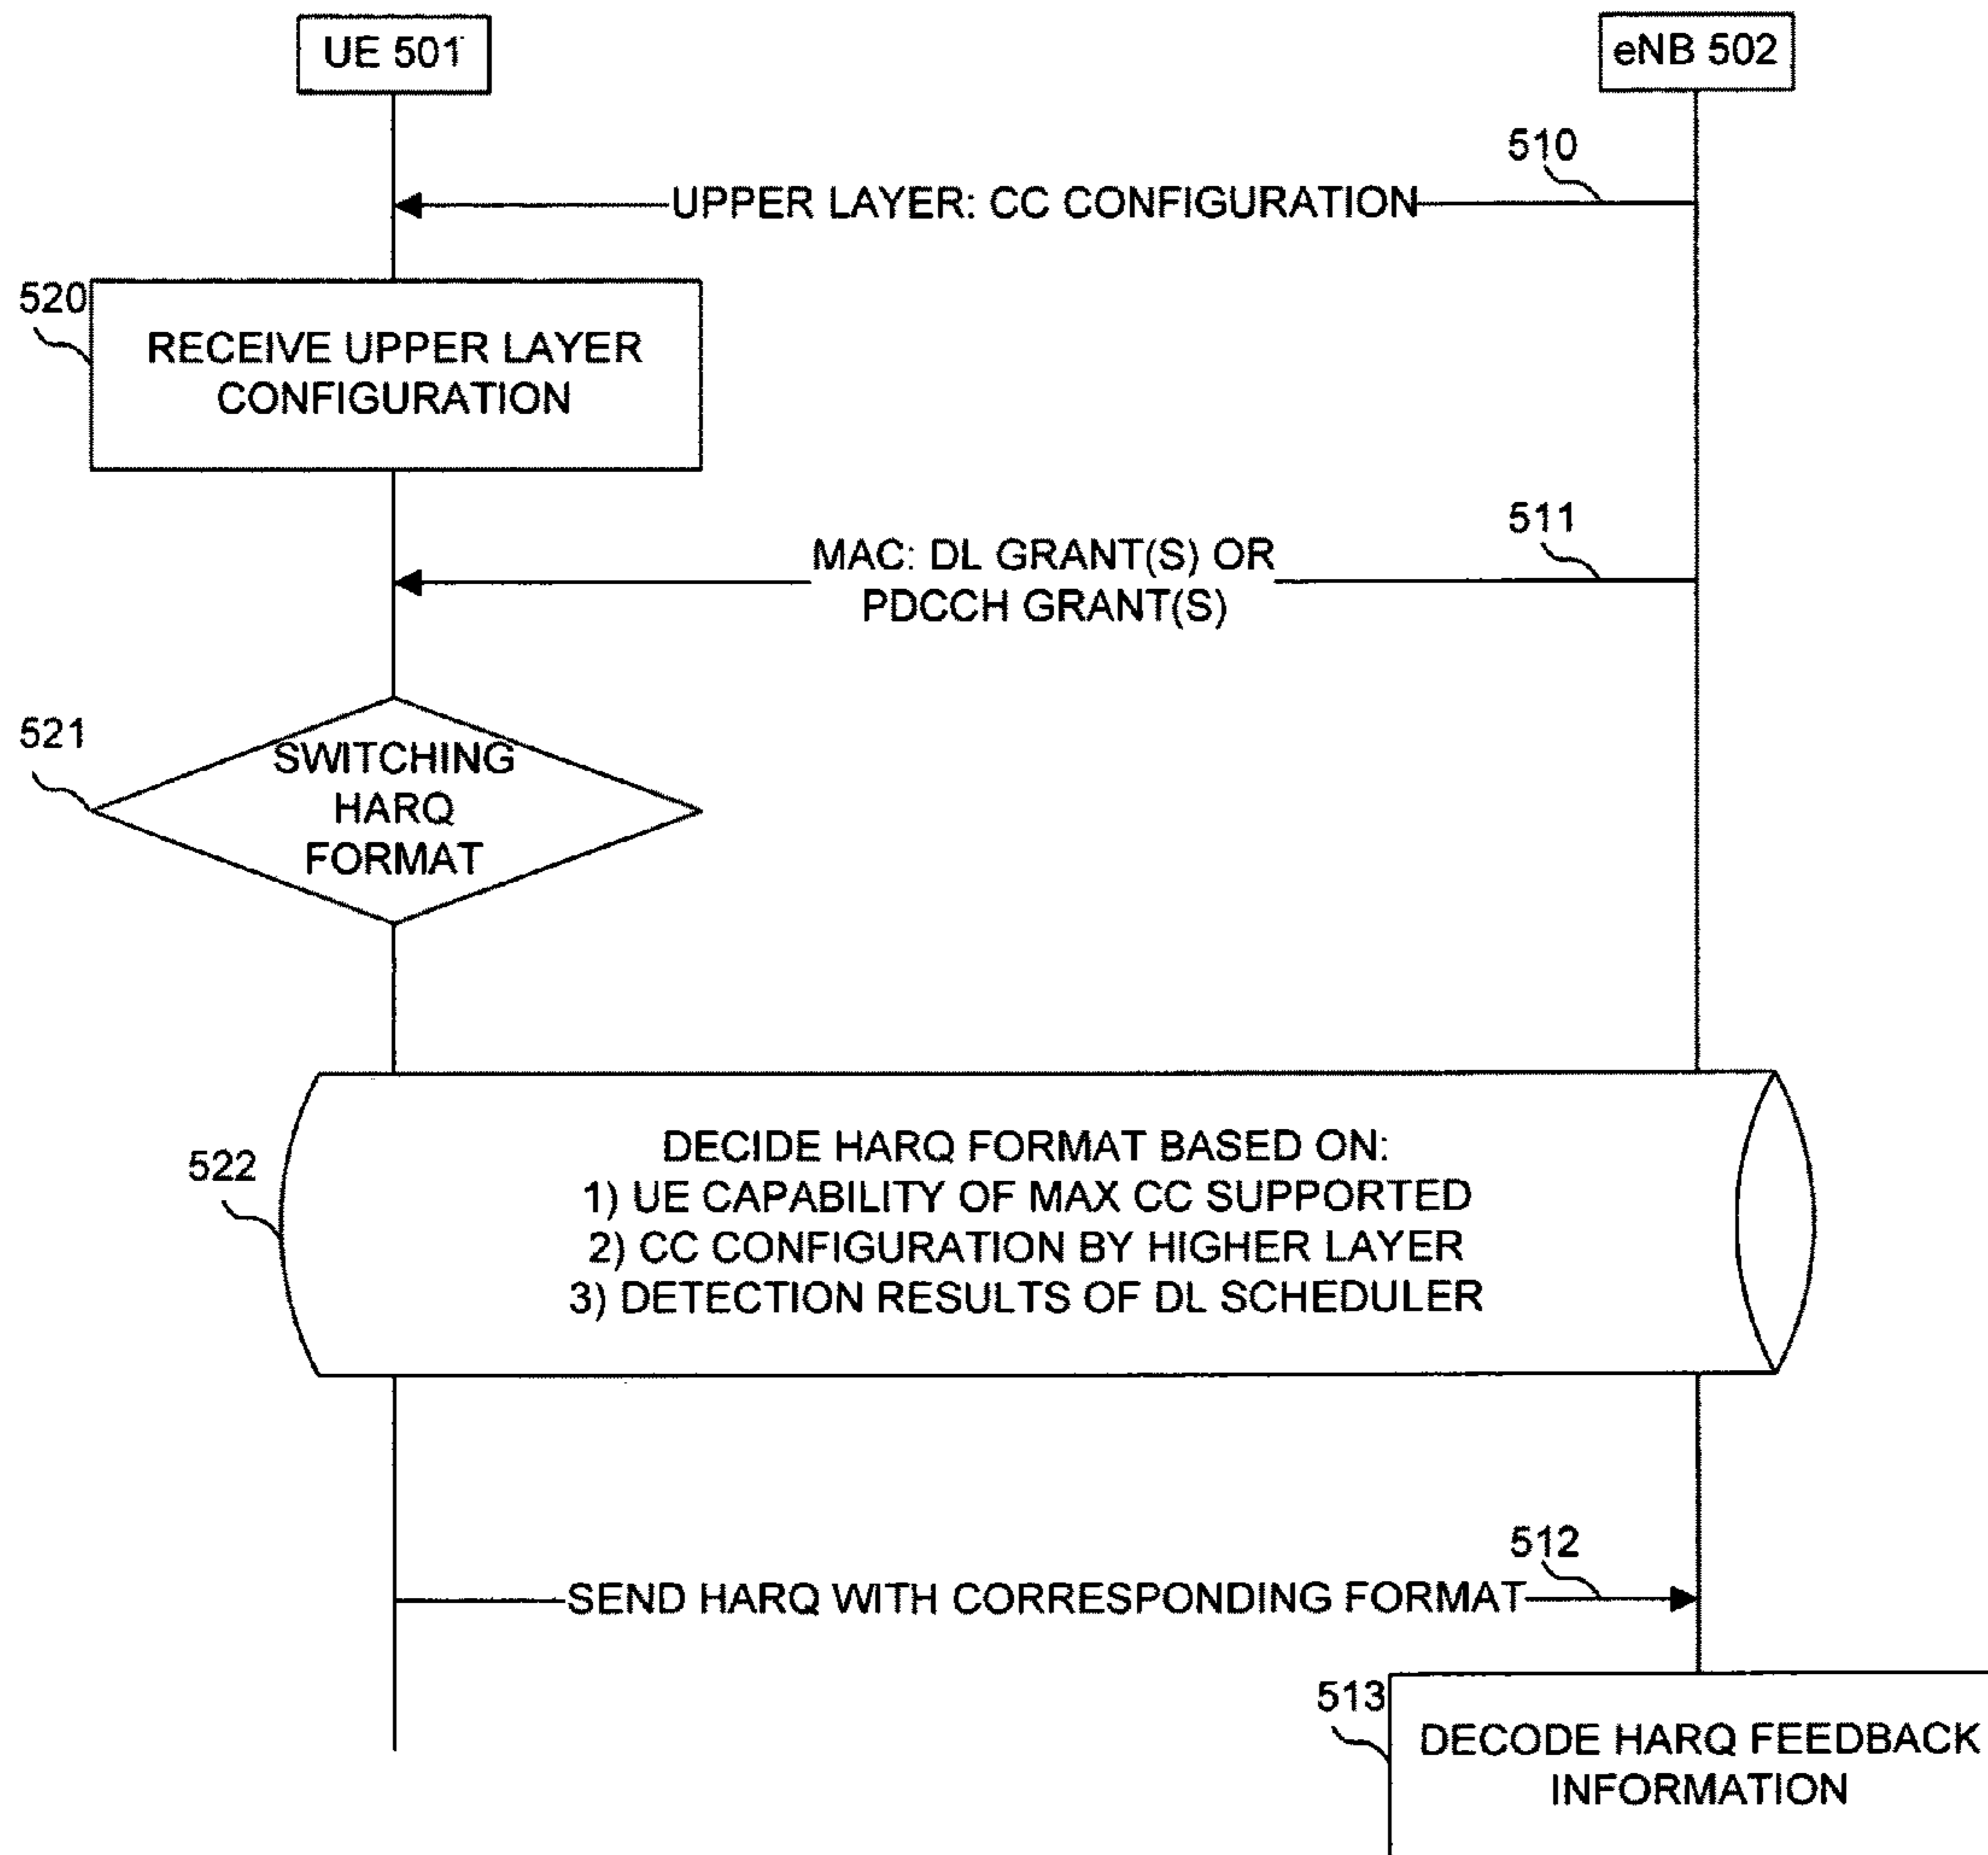 UE 501
eNB 502
510
UPPER LAYER: CC CONFIGURATION
520
RECEIVE UPPER LAYER
CONFIGURATION
511
MAC: DL GRANT(S) OR
PDCCH GRANT(S)
521
SWITCHING
HARQ
FORMAT
522
DECIDE HARQ FORMAT BASED ON:
1) UE CAPABILITY OF MAX CC SUPPORTED
2) CC CONFIGURATION BY HIGHER LAYER
3) DETECTION RESULTS OF DL SCHEDULER
512
SEND HARQ WITH CORRESPONDING FORMAT
513
DECODE HARQ FEEDBACK
INFORMATION